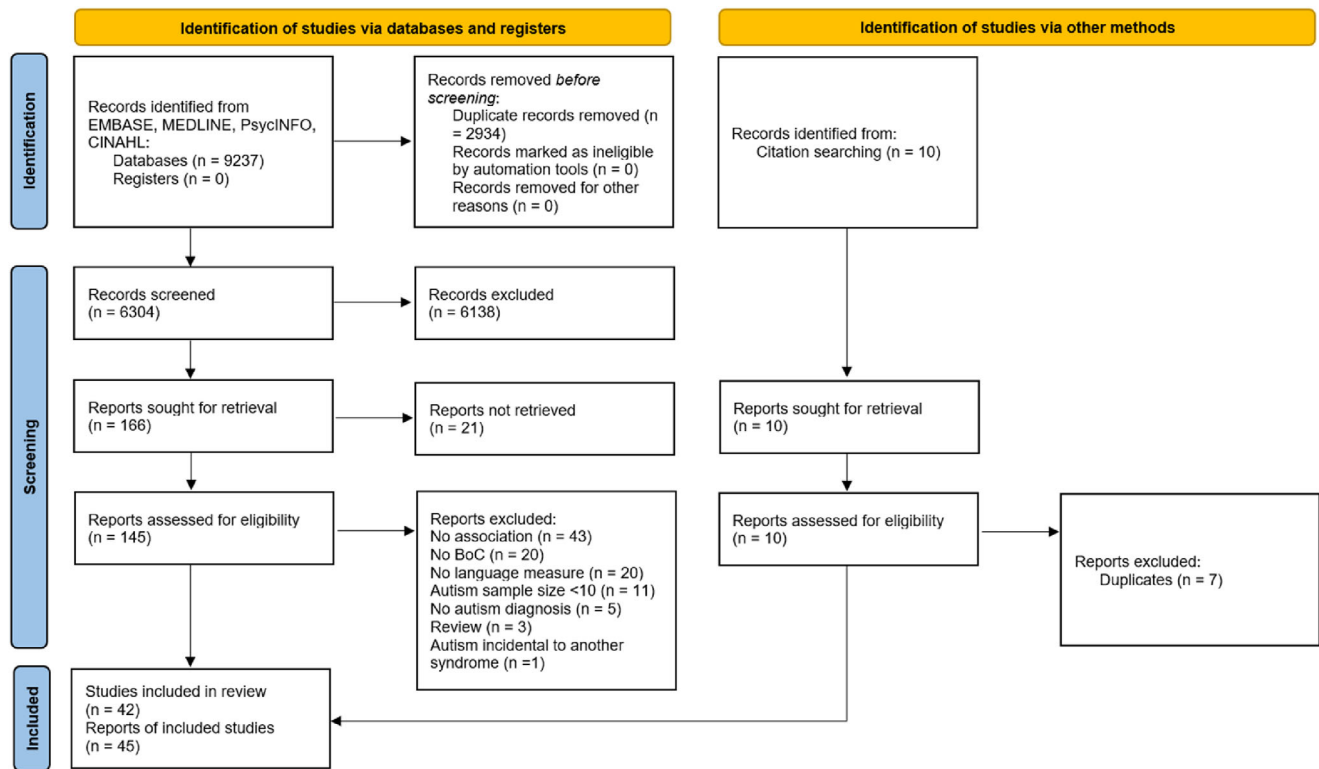 Identification of studies via databases and registers
Identification of studies via other methods
Identification
Records identified from
EMBASE, MEDLINE, PsycINFO,
CINAHL:
Databases (n = 9237)
Registers (n = 0)
Records removed before
screening:
Duplicate records removed (n
= 2934)
Records marked as ineligible
by automation tools (n = 0)
Records removed for other
reasons (n = 0)
Records identified from:
Citation searching (n = 10)
Screening
Records screened
(n = 6304)
Records excluded
(n = 6138)
Reports sought for retrieval
(n = 166)
Reports not retrieved
(n = 21)
Reports sought for retrieval
(n = 10)
Reports assessed for eligibility
(n = 145)
Reports excluded:
No association (n = 43)
No BoC (n = 20)
No language measure (n = 20)
Autism sample size <10 (n = 11)
No autism diagnosis (n = 5)
Review (n = 3)
Autism incidental to another
syndrome (n =1)
Reports assessed for eligibility
(n = 10)
Reports excluded:
Duplicates (n = 7)
Included
Studies included in review
(n = 42)
Reports of included studies
(n = 45)